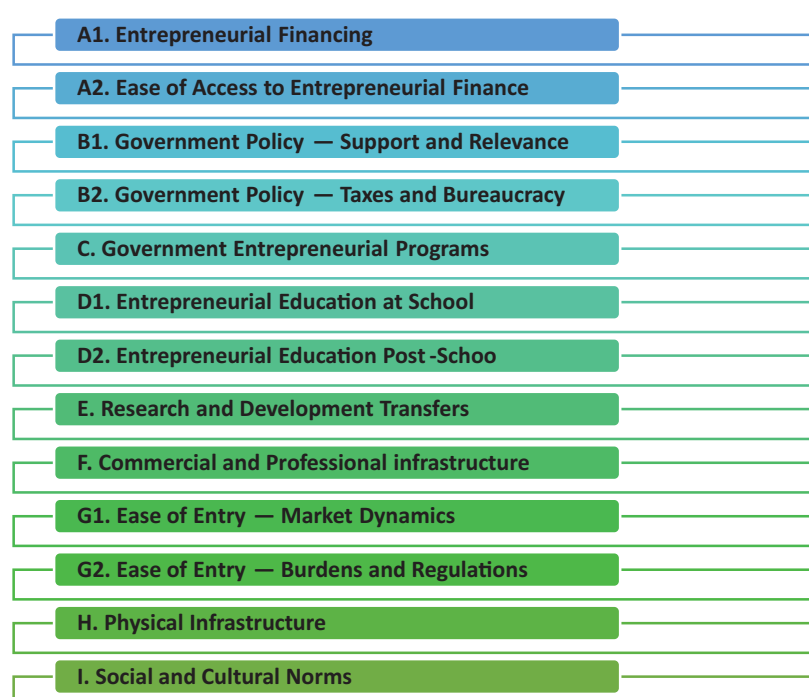 A1. Entrepreneurial Financing
A2. Ease of Access to Entrepreneurial Finance
B1. Government Policy — Support and Relevance
B2. Government Policy — Taxes and Bureaucracy
C. Government Entrepreneurial Programs
D1. Entrepreneurial Education at School
D2. Entrepreneurial Education Post-Schoo
E. Research and Development Transfers
F. Commercial and Professional infrastructure
G1. Ease of Entry — Market Dynamics
G2. Ease of Entry — Burdens and Regulations
H. Physical Infrastructure
I. Social and Cultural Norms